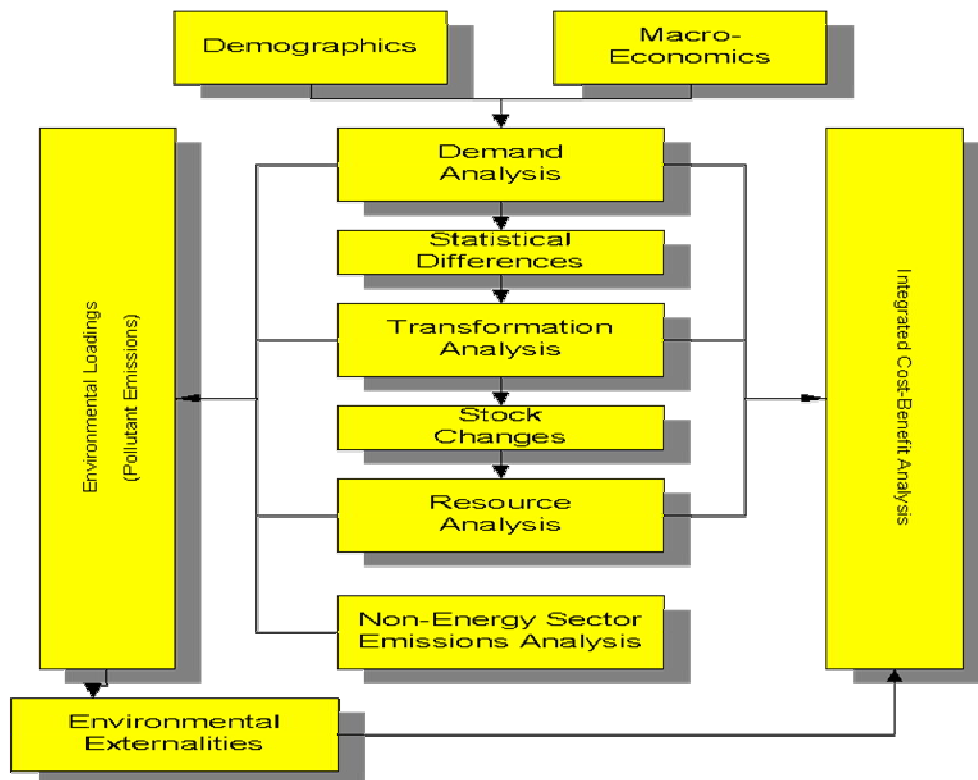 Demographics
Macro-
Economics
Demand
Analysis
Statistical
Differences
Transformation
Analysis
Stock
Changes
Resource
Analysis
Non-Energy Sector
Emissions Analysis
Environmental Loadings
(Pollutant Emissions)
Integrated Cost-Benefit Analysis
Environmental
Externalities